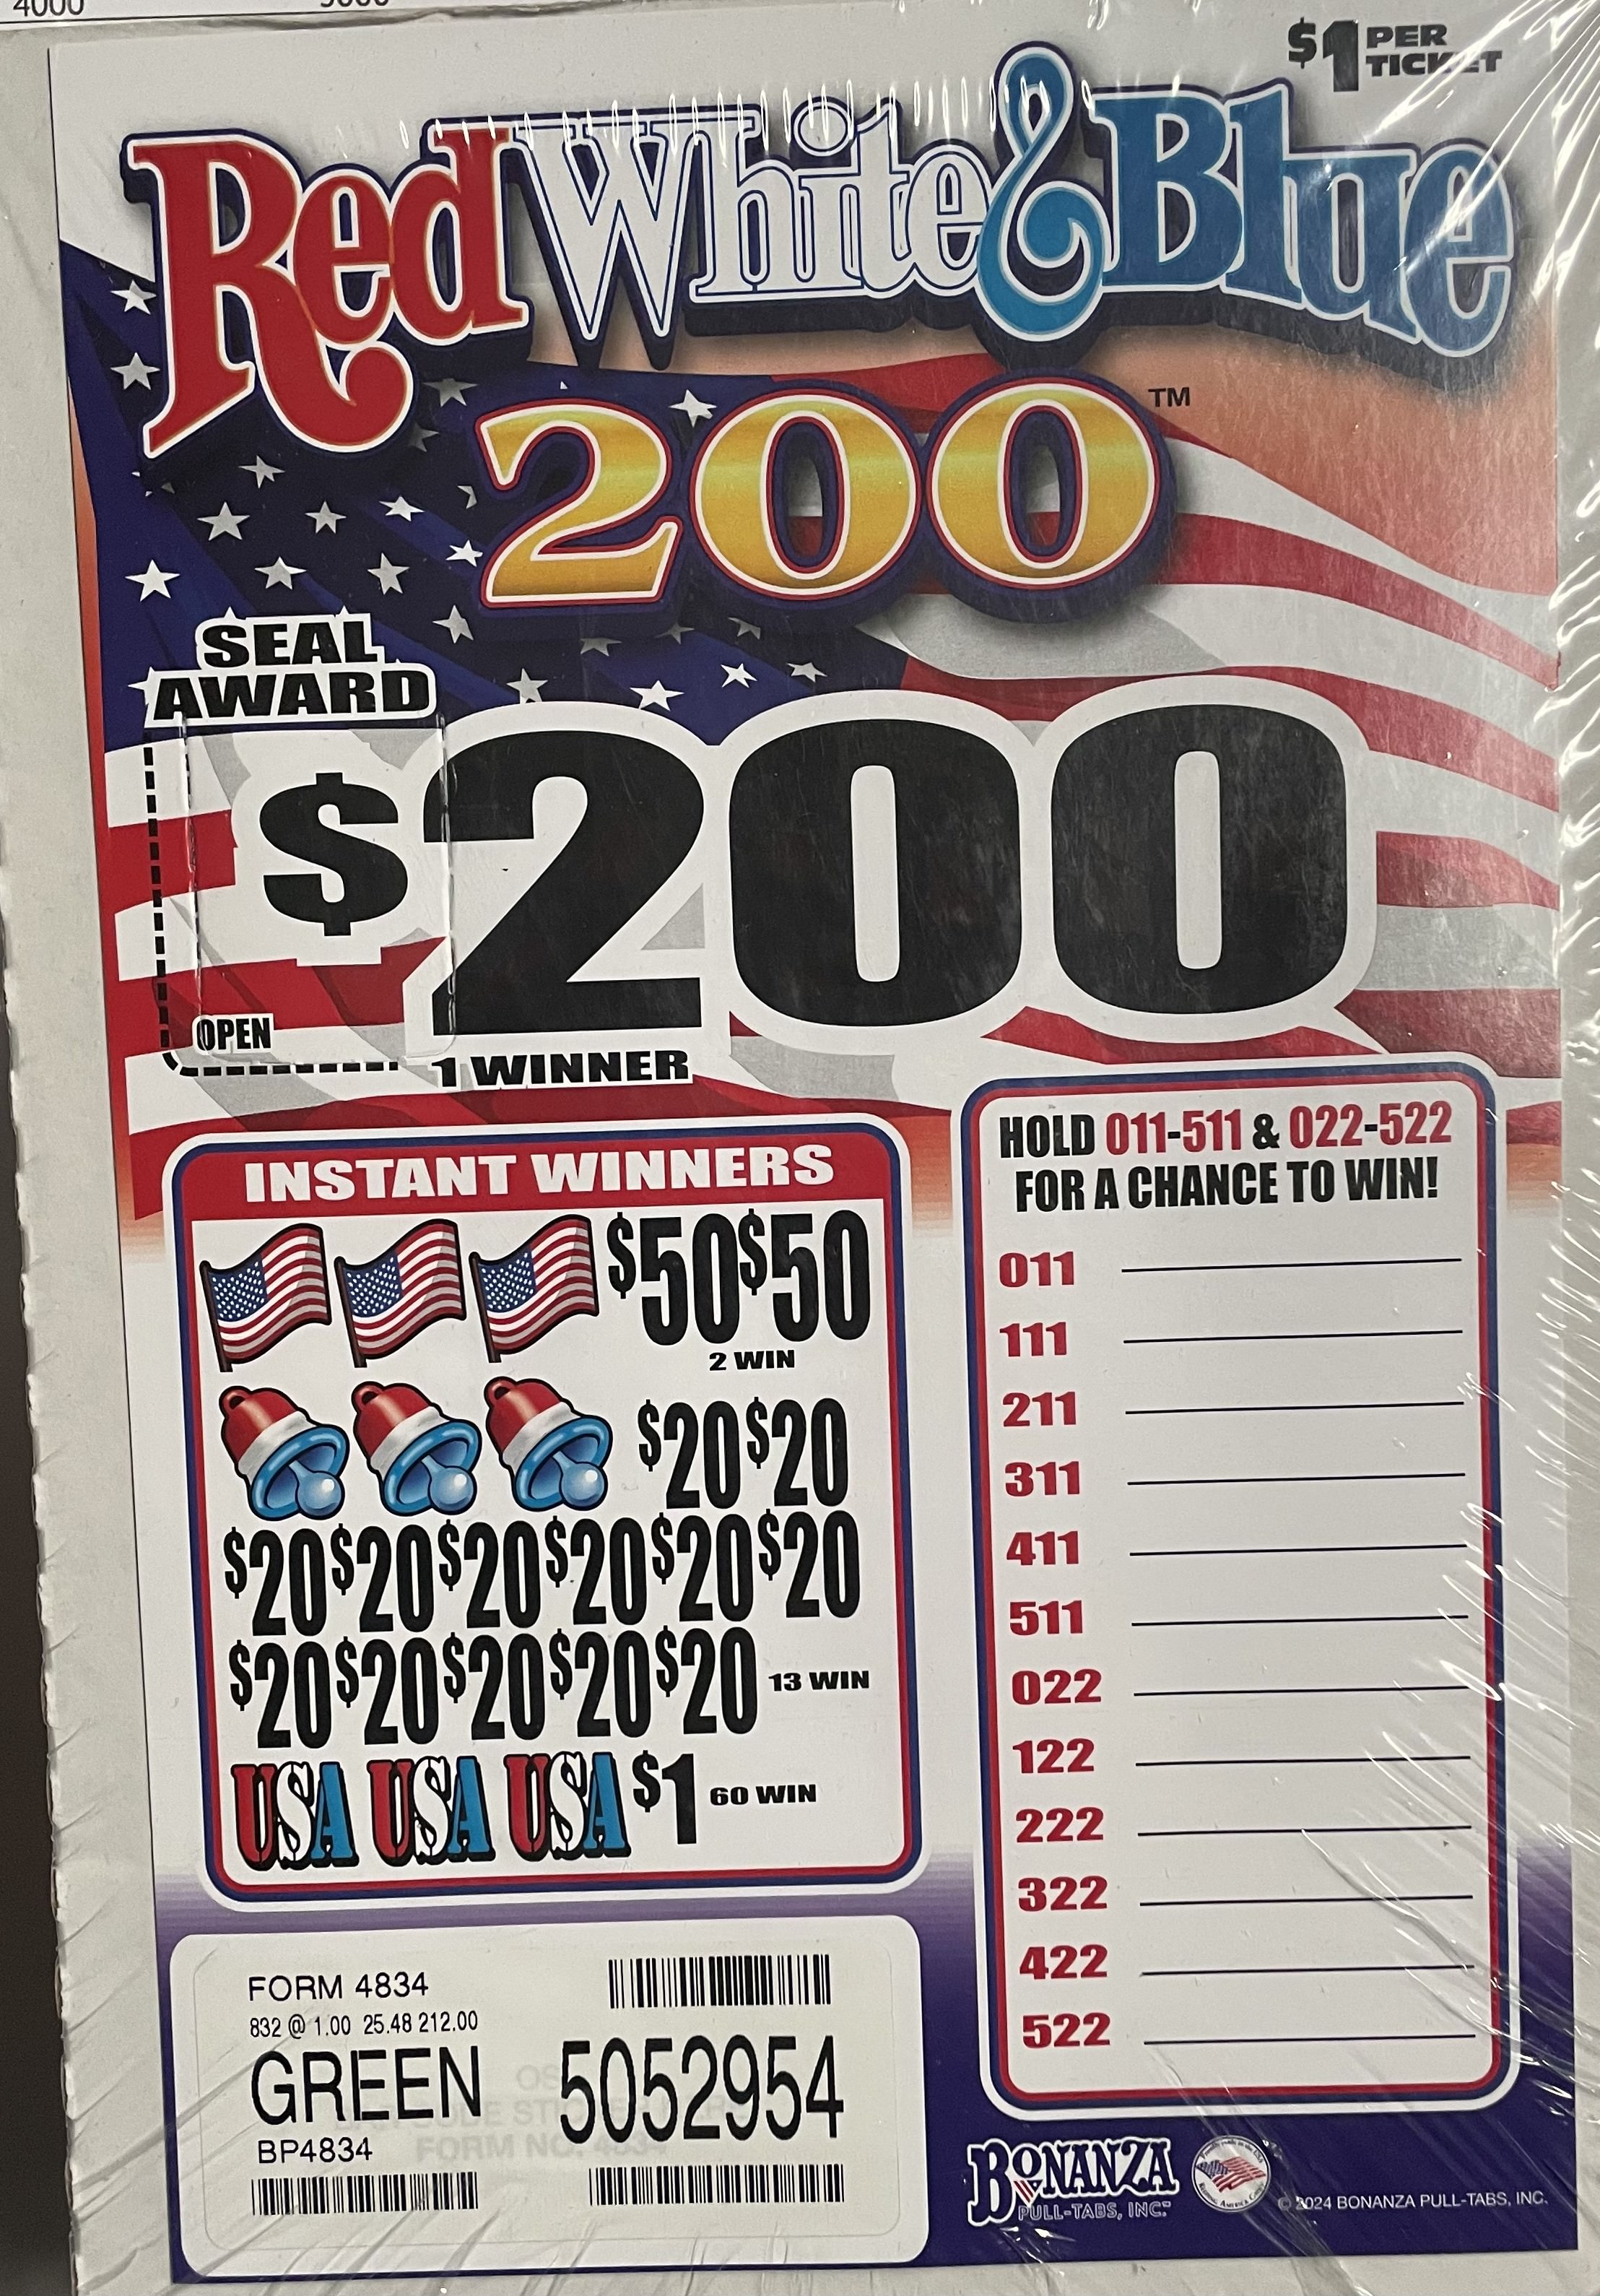 4000
$1 PER TICKET
Red White & Blue
200 ™
SEAL
AWARD
$200
OPEN
1 WINNER
INSTANT WINNERS
$50 $50
2 WIN
$20 $20
$20 $20 $20 $20 $20 $20
$20 $20 $20 $20 $20 13 WIN
USA USA USA $1 60 WIN
HOLD 011-511 & 022-522
FOR A CHANCE TO WIN!
011
111
211
311
411
511
022
122
222
322
422
522
FORM 4834
832 @ 1.00 25.48 212.00
GREEN
5052954
BP4834
BONANZA
PULL-TABS, INC.
© 2024 BONANZA PULL-TABS, INC.